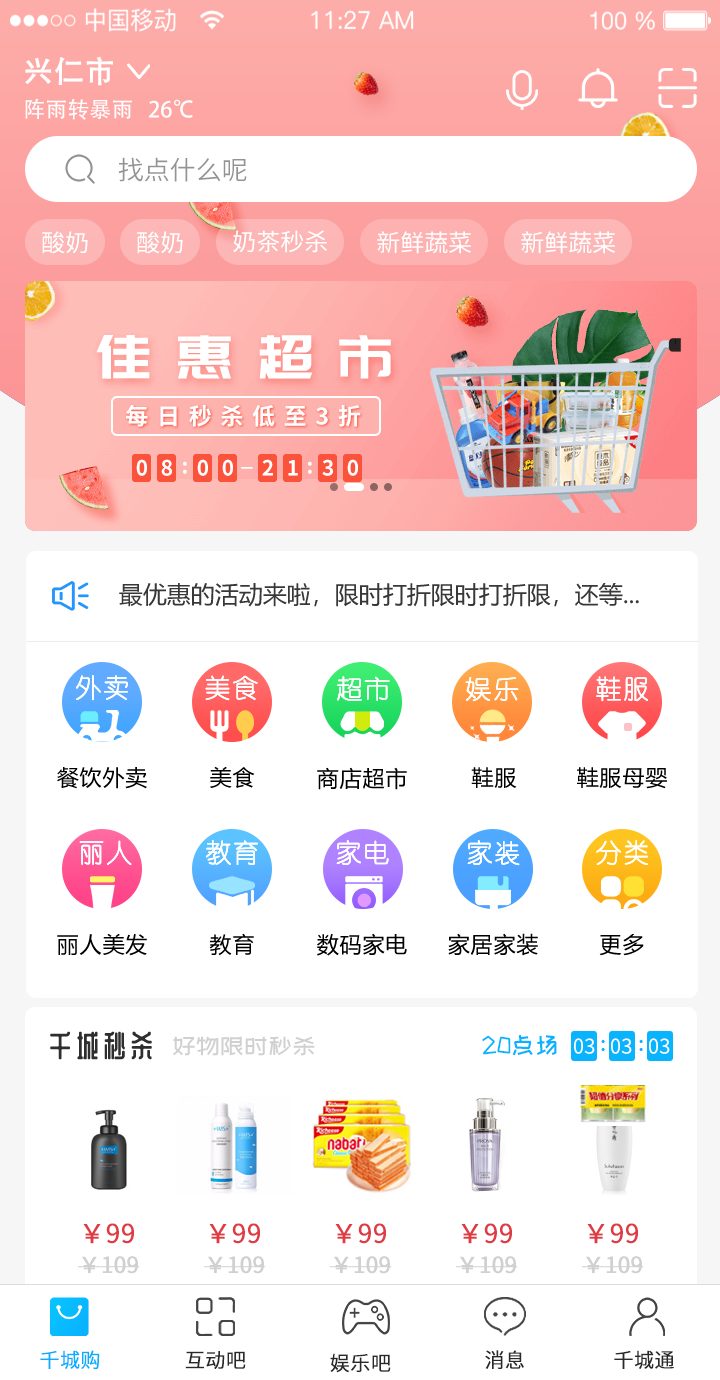 中国移动 11:27 AM 100 %
兴仁市
阵雨转暴雨 26℃
找点什么呢
酸奶 酸奶 奶茶秒杀 新鲜蔬菜 新鲜蔬菜
佳惠超市
每日秒杀低至3折
08:00-21:30
最优惠的活动来啦，限时打折限时打折限，还等...
外卖 美食 超市 娱乐 鞋服
餐饮外卖 美食 商店超市 鞋服 鞋服母婴
丽人 教育 家电 家装 分类
丽人美发 教育 数码家电 家居家装 更多
千城秒杀 好物限时秒杀 20点场 03:03:03
超值分享系列
Richeese
nabati
PROYA
￥99 ￥99 ￥99 ￥99 ￥99
￥109 ￥109 ￥109 ￥109 ￥109
千城购 互动吧 娱乐吧 消息 千城通